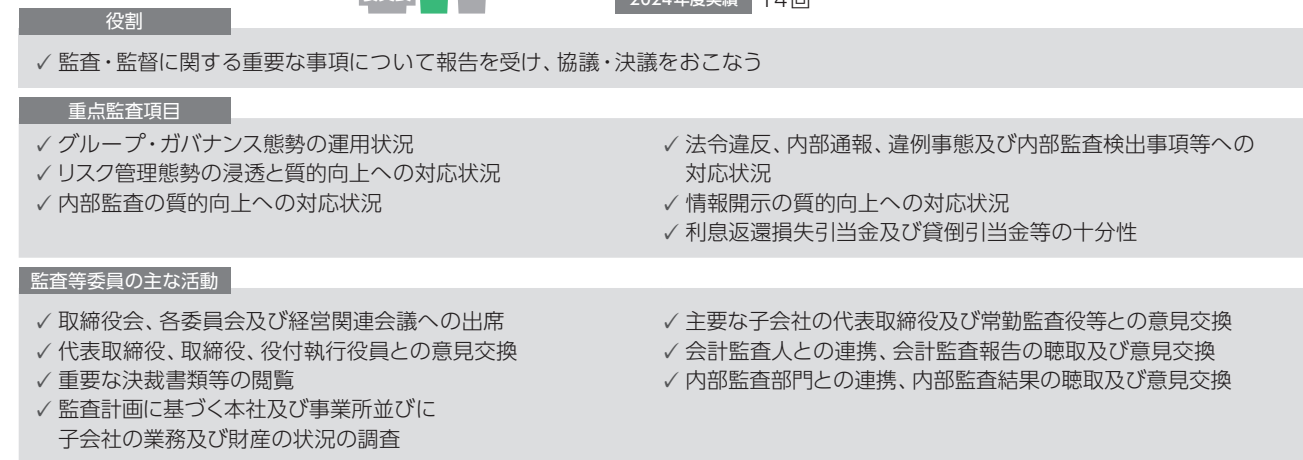 2024年度実績 14回
役割
✓ 監査・監督に関する重要な事項について報告を受け、協議・決議をおこなう
重点監査項目
✓ グループ・ガバナンス態勢の運用状況
✓ リスク管理態勢の浸透と質的向上への対応状況
✓ 内部監査の質的向上への対応状況
✓ 法令違反、内部通報、違例事態及び内部監査検出事項等への
対応状況
✓ 情報開示の質的向上への対応状況
✓ 利息返還損失引当金及び貸倒引当金等の十分性
監査等委員の主な活動
✓ 取締役会、各委員会及び経営関連会議への出席
✓ 代表取締役、取締役、役付執行役員との意見交換
✓ 重要な決裁書類等の閲覧
✓ 監査計画に基づく本社及び事業所並びに
子会社の業務及び財産の状況の調査
✓ 主要な子会社の代表取締役及び常勤監査役等との意見交換
✓ 会計監査人との連携、会計監査報告の聴取及び意見交換
✓ 内部監査部門との連携、内部監査結果の聴取及び意見交換